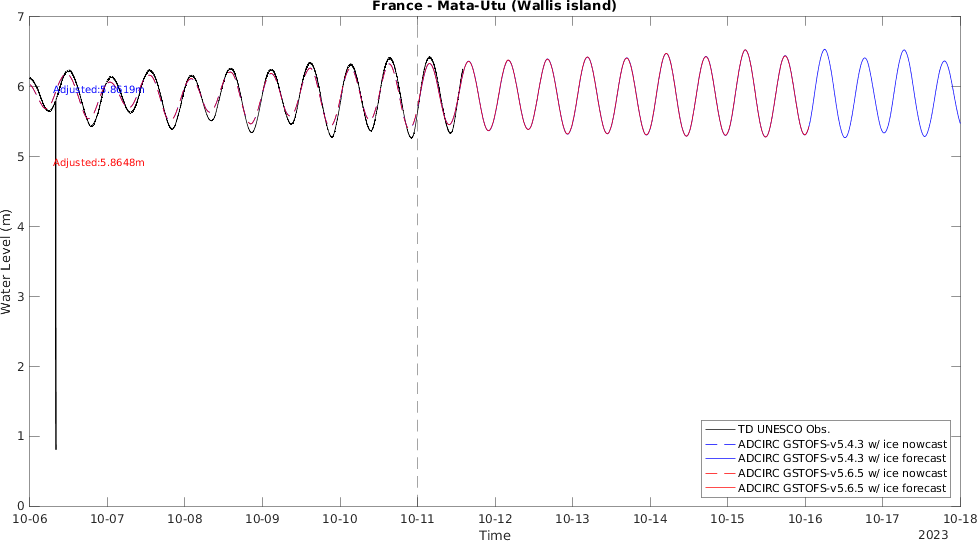 France - Mata-Utu (Wallis island)
7
6
5
4
3
2
1
0
Water Level (m)
Adjusted:5.8619m
Adjusted:5.8648m
TD UNESCO Obs.
ADCIRC GSTOFS-v5.4.3 w/ ice nowcast
ADCIRC GSTOFS-v5.4.3 w/ ice forecast
ADCIRC GSTOFS-v5.6.5 w/ ice nowcast
ADCIRC GSTOFS-v5.6.5 w/ ice forecast
10-06 10-07 10-08 10-09 10-10 10-11 10-12 10-13 10-14 10-15 10-16 10-17 10-18
Time
2023